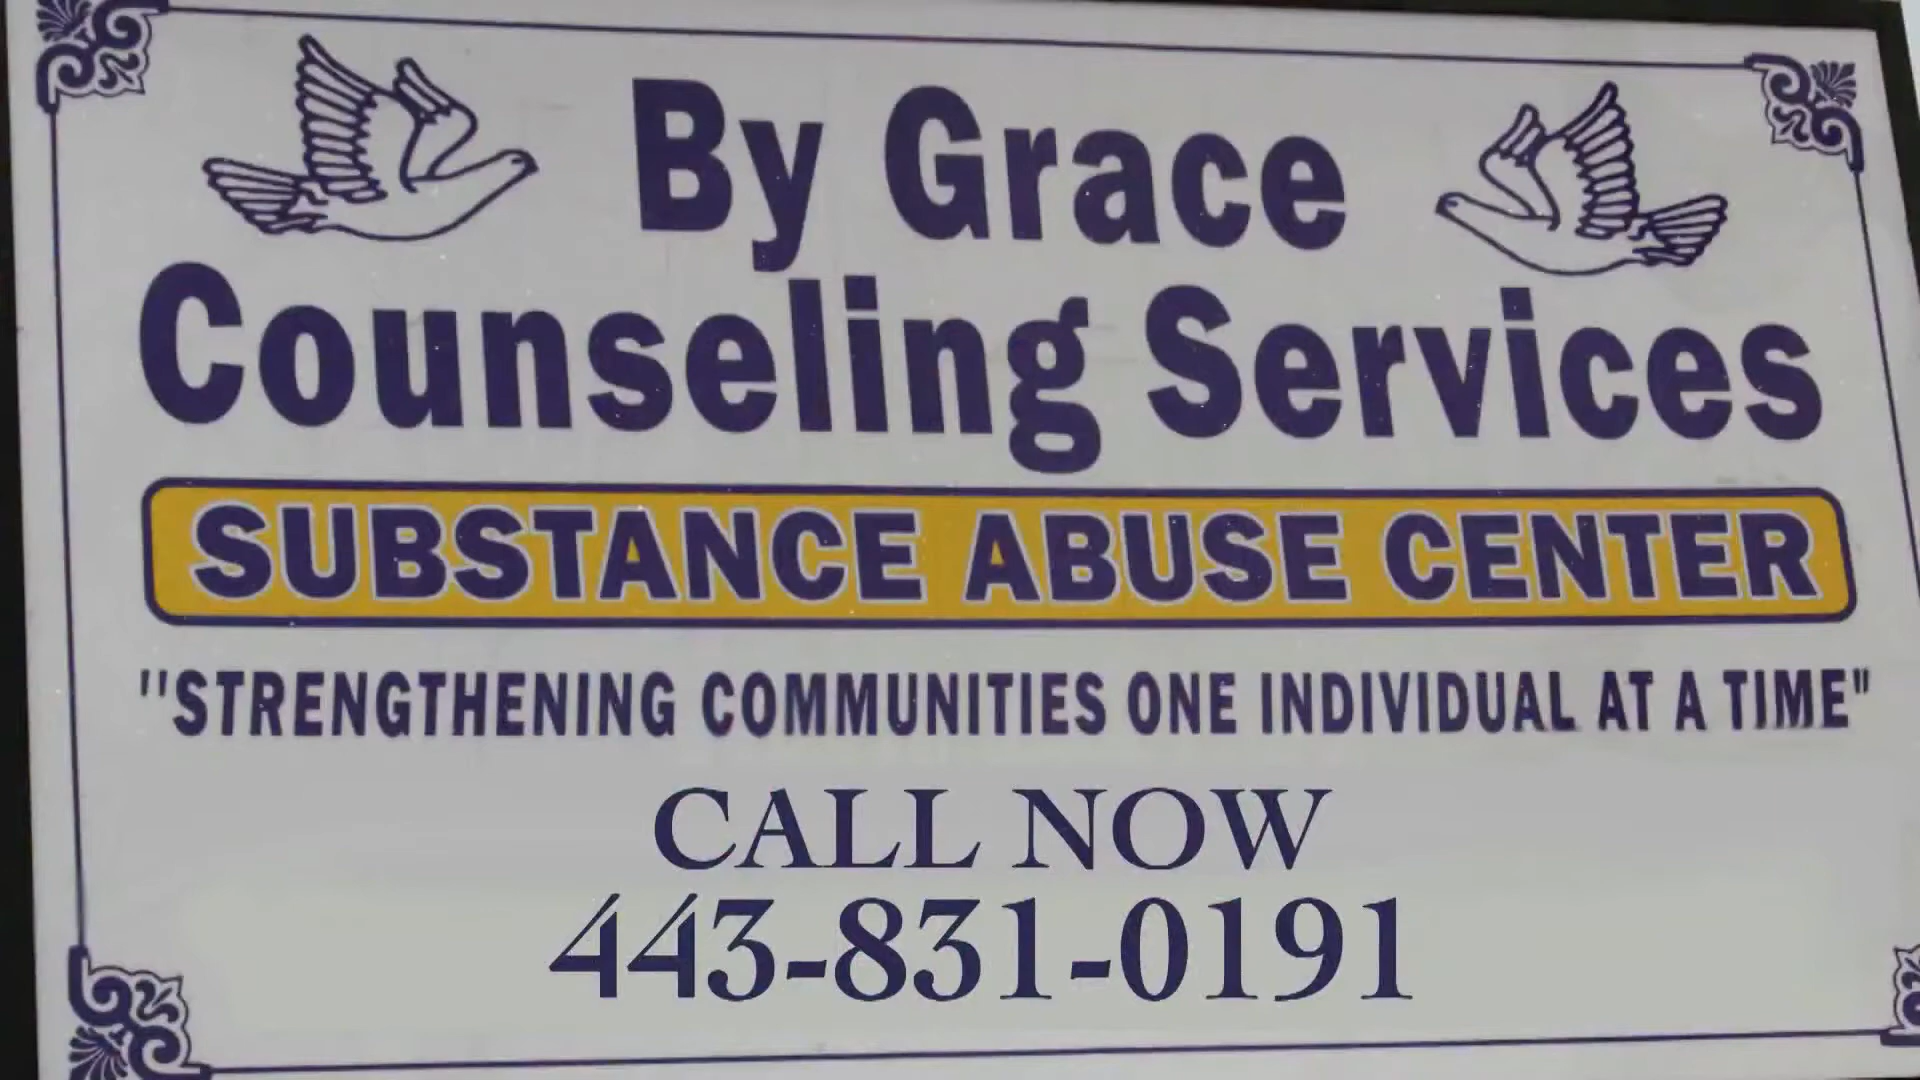 By Grace
Counseling Services
SUBSTANCE ABUSE CENTER
"STRENGTHENING COMMUNITIES ONE INDIVIDUAL AT A TIME"
CALL NOW
443-831-0191